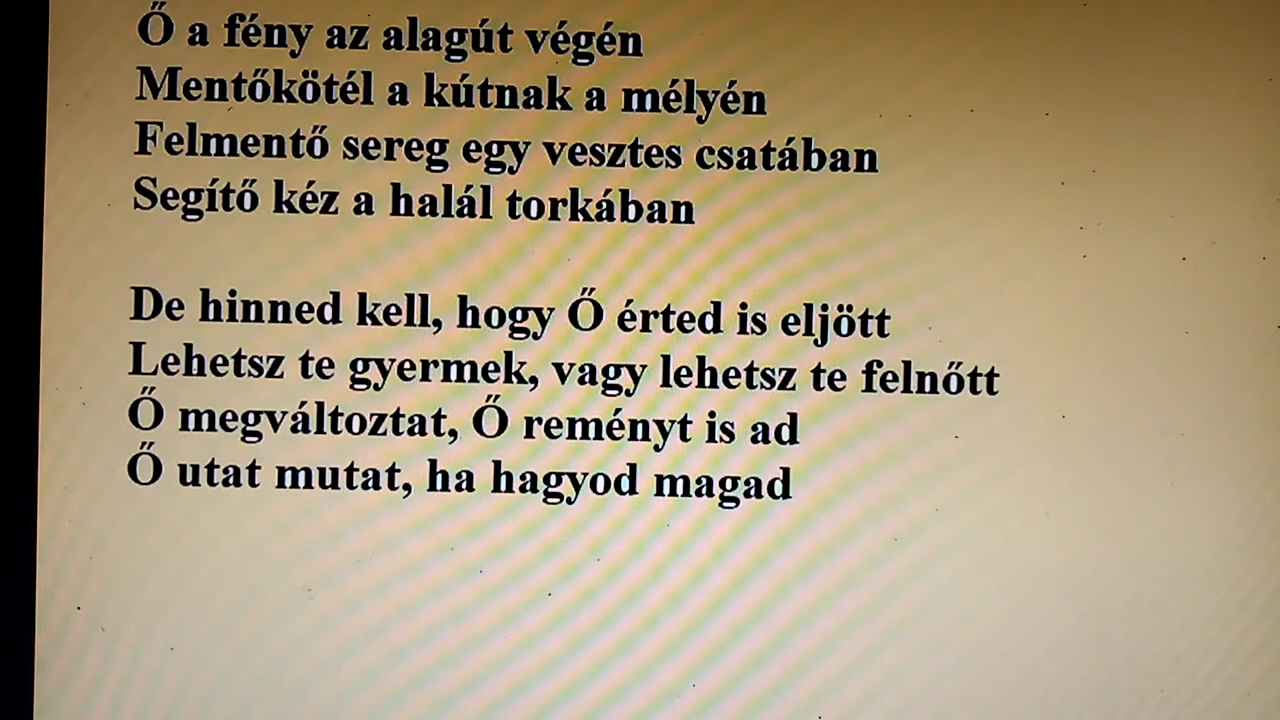 Ő a fény az alagút végén
Mentőkötél a kútnak a mélyén
Felmentő sereg egy vesztes csatában
Segítő kéz a halál torkában
De hinned kell, hogy Ő érted is eljött
Lehetsz te gyermek, vagy lehetsz te felnőtt
Ő megváltoztat, Ő reményt is ad
Ő utat mutat, ha hagyod magad